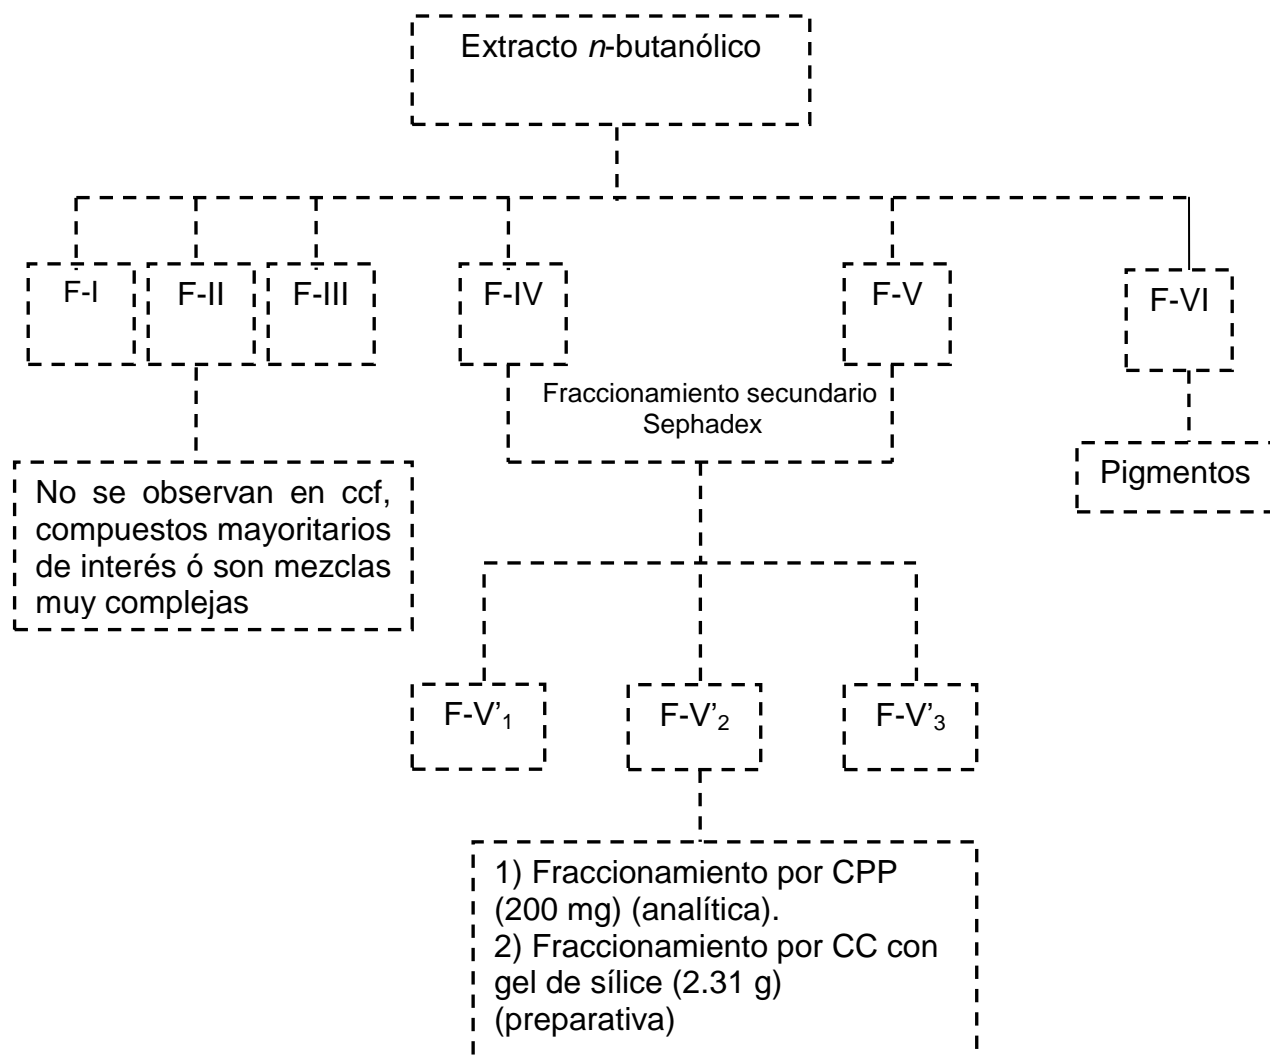 Extracto n-butanólico
F-I
F-II
F-III
F-IV
F-V
F-VI
Fraccionamiento secundario
Sephadex
No se observan en ccf,
compuestos mayoritarios
de interés ó son mezclas
muy complejas
Pigmentos
F-V’₁
F-V’₂
F-V’₃
1) Fraccionamiento por CPP
(200 mg) (analítica).
2) Fraccionamiento por CC con
gel de sílice (2.31 g)
(preparativa)